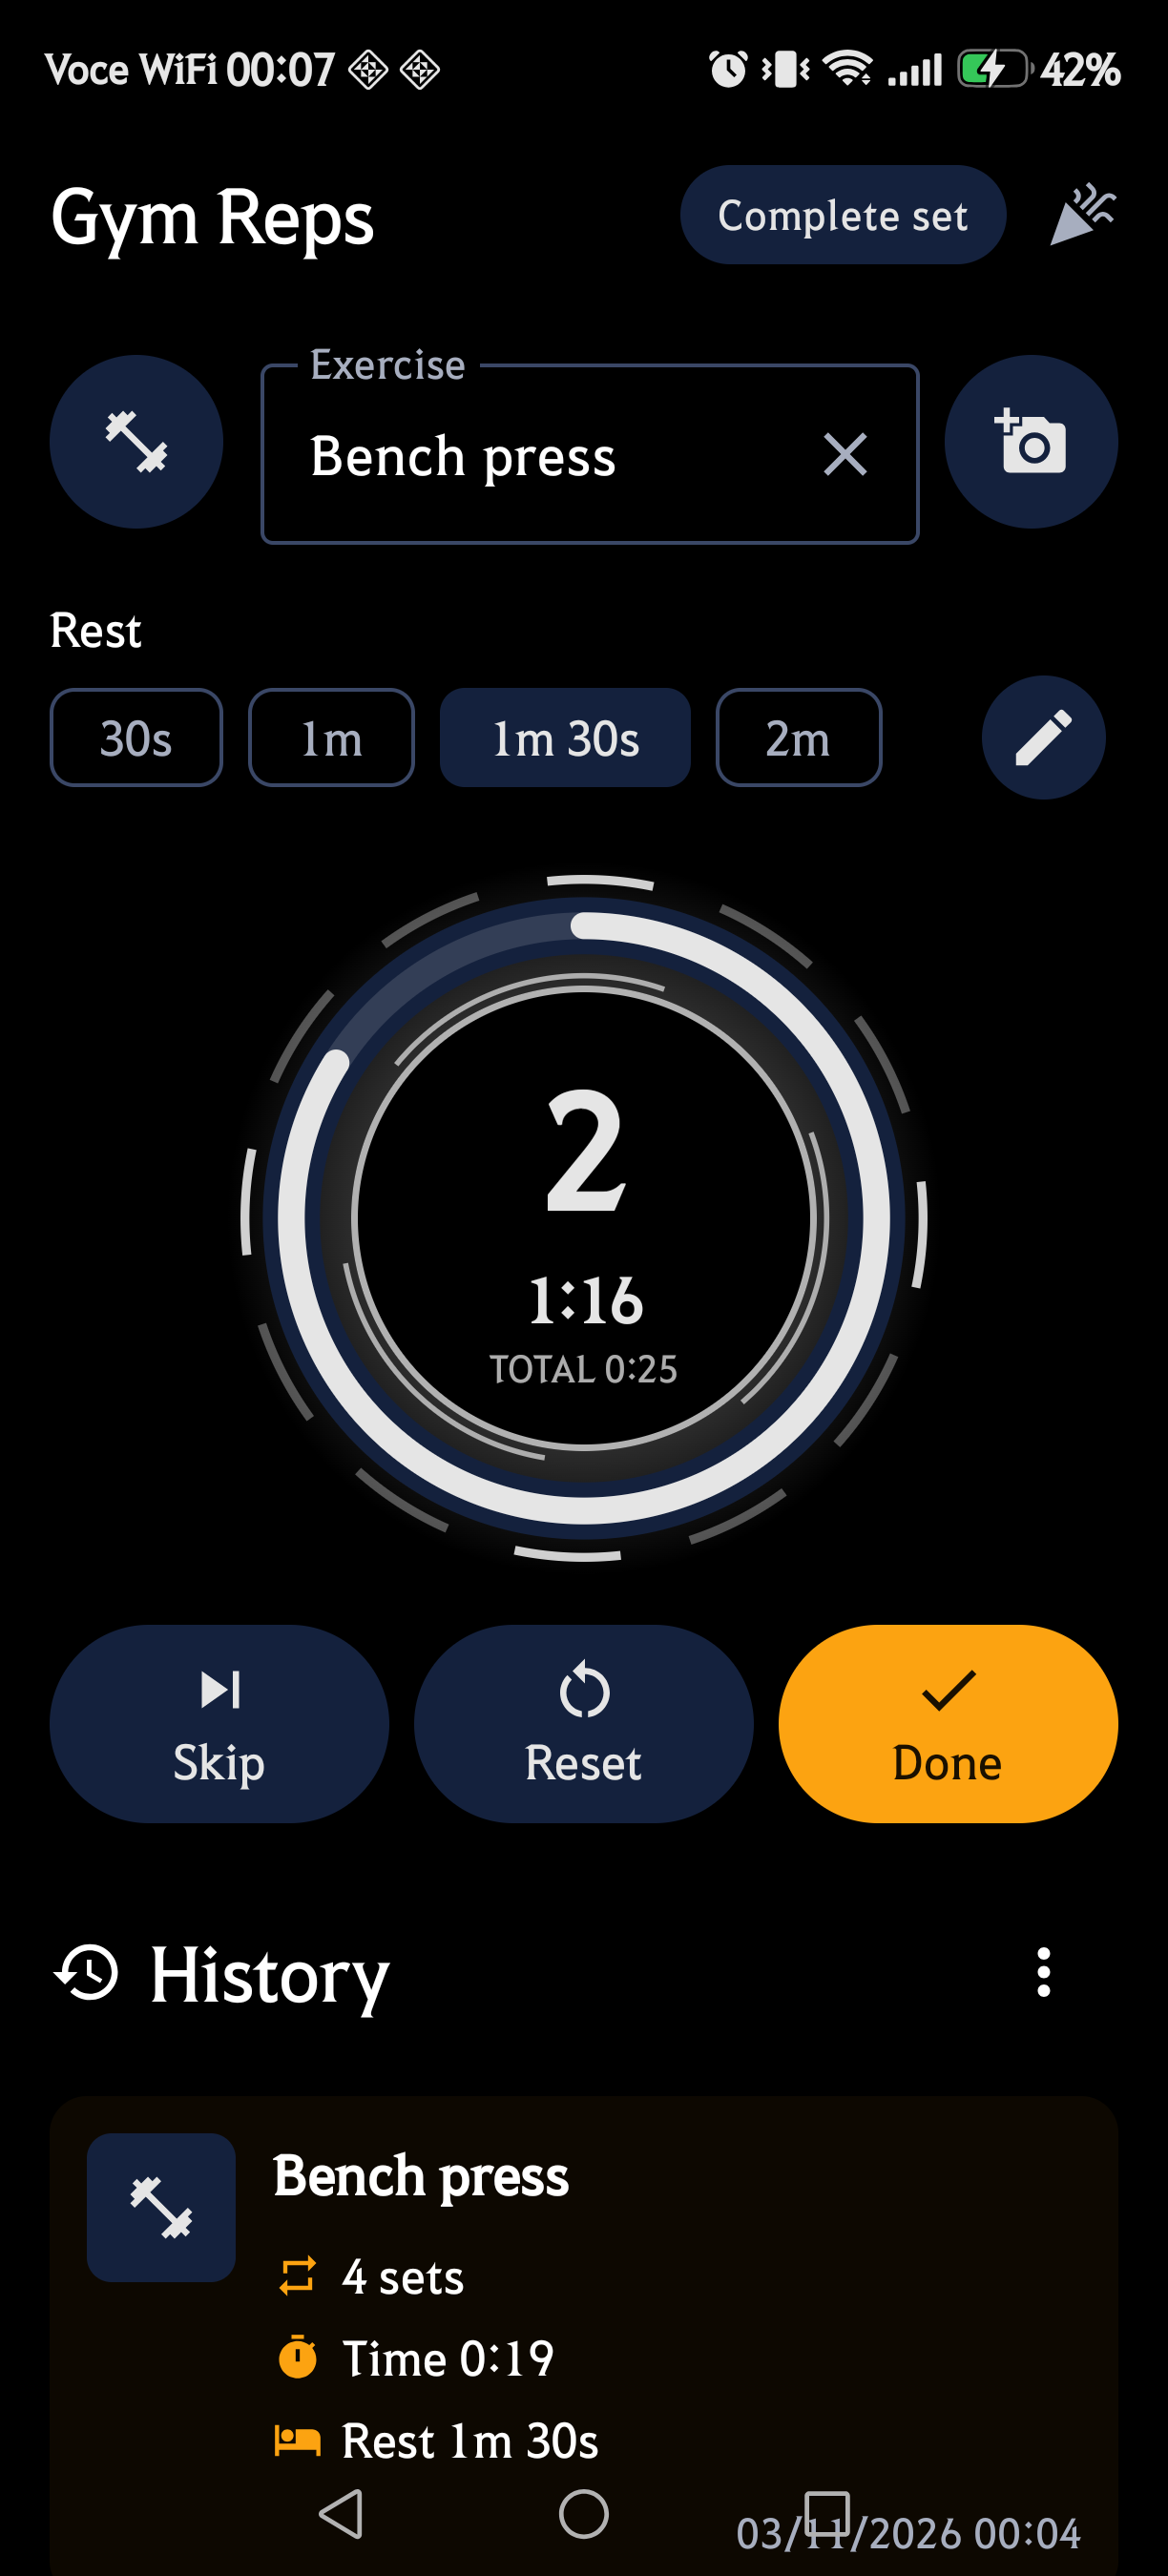 Voce WiFi 00:07 42%
Gym Reps
Complete set
Exercise
Bench press
Rest
30s
1m
1m 30s
2m
2
1:16
TOTAL 0:25
Skip
Reset
Done
History
Bench press
4 sets
Time 0:19
Rest 1m 30s
03/11/2026 00:04